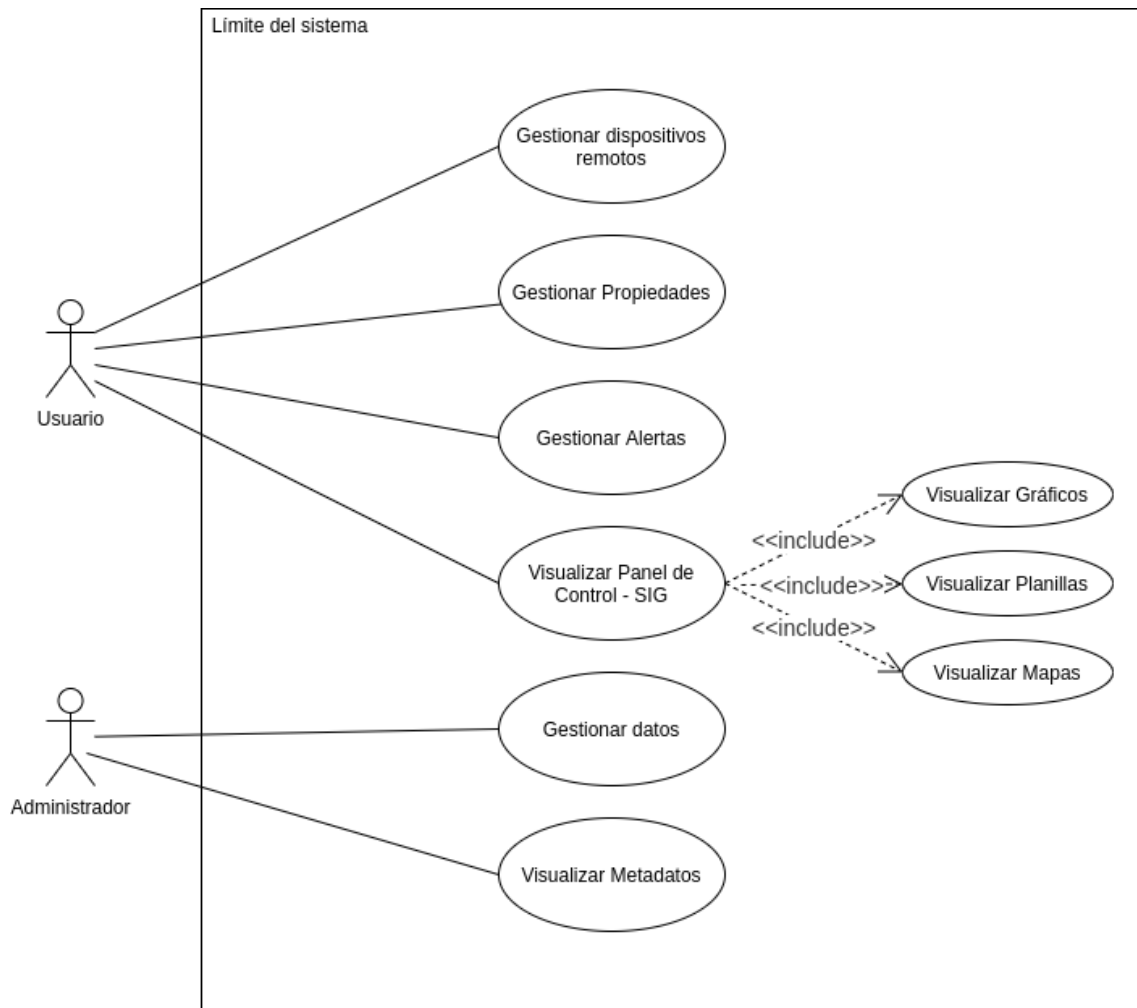 Límite del sistema
Gestionar dispositivos
remotos
Gestionar Propiedades
Usuario
Gestionar Alertas
Visualizar Gráficos
<<include>>
Visualizar Panel de
Control - SIG
<<include>>
Visualizar Planillas
<<include>>
Visualizar Mapas
Gestionar datos
Administrador
Visualizar Metadatos